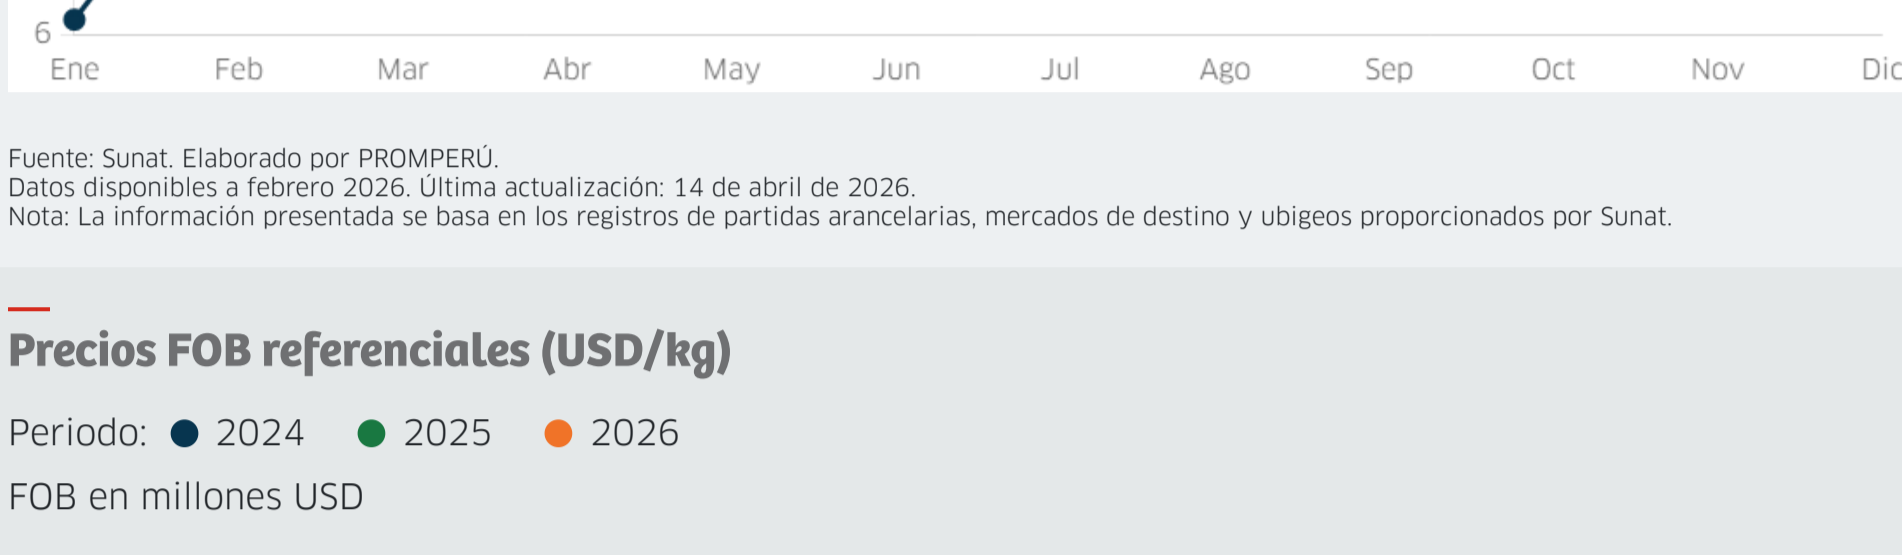 6
Ene Feb Mar Abr May Jun Jul Ago Sep Oct Nov Dic
Fuente: Sunat. Elaborado por PROMPERÚ.
Datos disponibles a febrero 2026. Última actualización: 14 de abril de 2026.
Nota: La información presentada se basa en los registros de partidas arancelarias, mercados de destino y ubigeos proporcionados por Sunat.
Precios FOB referenciales (USD/kg)
Periodo: 2024 2025 2026
FOB en millones USD